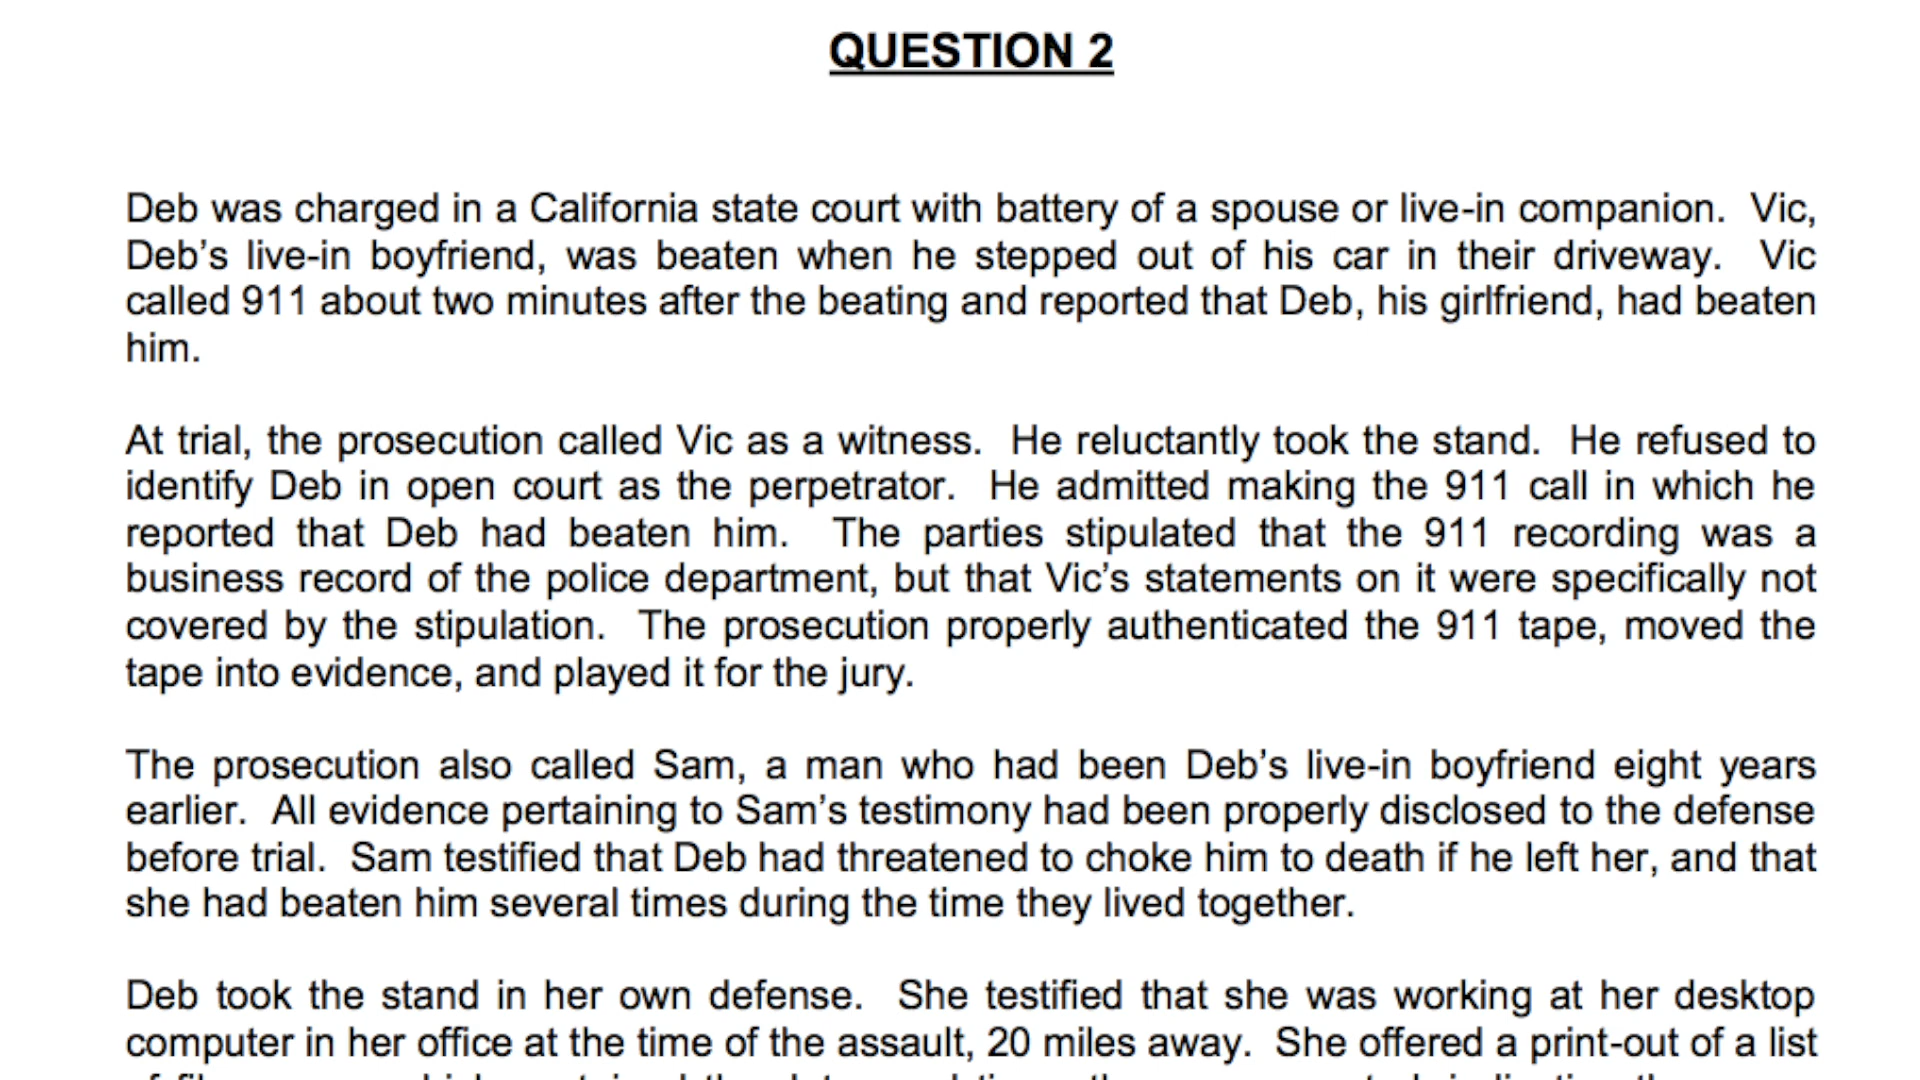 QUESTION 2
Deb was charged in a California state court with battery of a spouse or live-in companion.  Vic,
Deb’s live-in boyfriend, was beaten when he stepped out of his car in their driveway.  Vic
called 911 about two minutes after the beating and reported that Deb, his girlfriend, had beaten
him.
At trial, the prosecution called Vic as a witness.  He reluctantly took the stand.  He refused to
identify Deb in open court as the perpetrator.  He admitted making the 911 call in which he
reported that Deb had beaten him.  The parties stipulated that the 911 recording was a
business record of the police department, but that Vic’s statements on it were specifically not
covered by the stipulation.  The prosecution properly authenticated the 911 tape, moved the
tape into evidence, and played it for the jury.
The prosecution also called Sam, a man who had been Deb’s live-in boyfriend eight years
earlier.  All evidence pertaining to Sam’s testimony had been properly disclosed to the defense
before trial.  Sam testified that Deb had threatened to choke him to death if he left her, and that
she had beaten him several times during the time they lived together.
Deb took the stand in her own defense.  She testified that she was working at her desktop
computer in her office at the time of the assault, 20 miles away.  She offered a print-out of a list